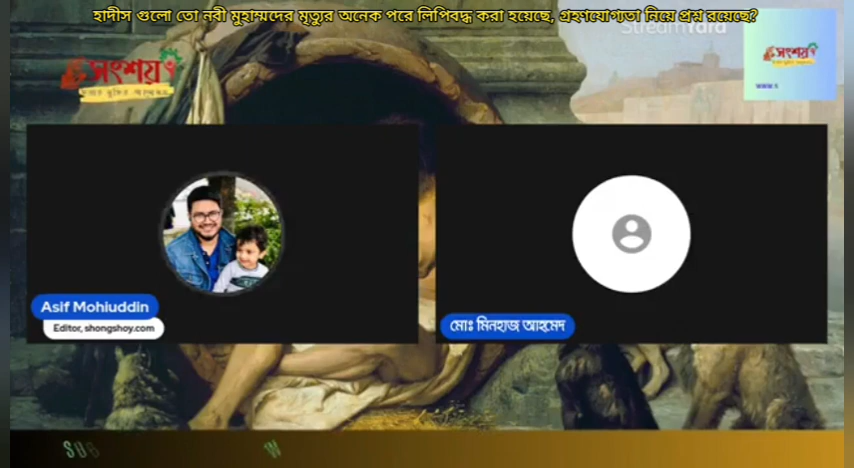 হাদীস গুলো তো নবী মুহাম্মদের মৃত্যুর অনেক পরে লিপিবদ্ধ করা হয়েছে, গ্রহণযোগ্যতা নিয়ে প্রশ্ন রয়েছে?
StreamYard
সংশয়
সংশয়
www.s
Asif Mohiuddin
Editor, shongshoy.com
মোঃ মিনহাজ আহমেদ
W